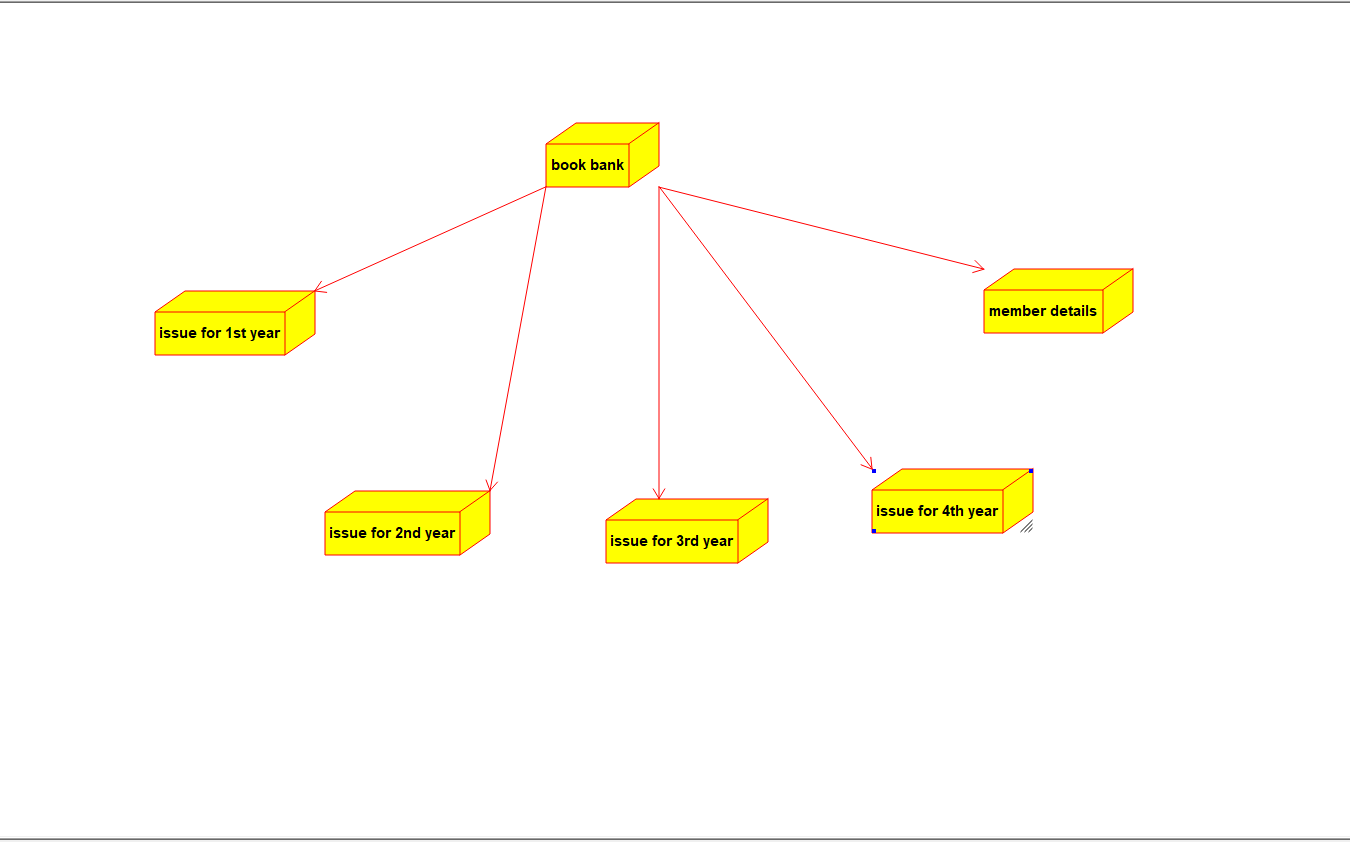 book bank
issue for 1st year
member details
issue for 2nd year
issue for 3rd year
issue for 4th year